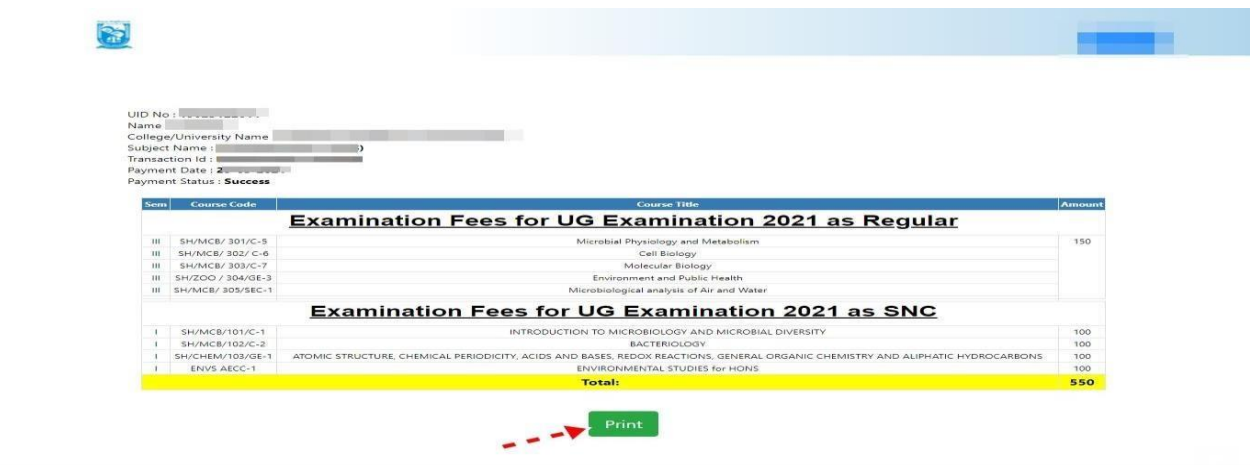 UID No :
Name
College/University Name
Subject Name : )
Transaction Id :
Payment Date : 2
Payment Status : Success
Sem Course Code Course Title Amount
Examination Fees for UG Examination 2021 as Regular
III SH/MCB/ 301/C-5 Microbial Physiology and Metabolism 150
III SH/MCB/ 302/ C-6 Cell Biology
III SH/MCB/ 303/C-7 Molecular Biology
III SH/ZOO / 304/GE-3 Environment and Public Health
III SH/MCB/ 305/SEC-1 Microbiological analysis of Air and Water
Examination Fees for UG Examination 2021 as SNC
I SH/MCB/101/C-1 INTRODUCTION TO MICROBIOLOGY AND MICROBIAL DIVERSITY 100
I SH/MCB/102/C-2 BACTERIOLOGY 100
I SH/CHEM/103/GE-1 ATOMIC STRUCTURE, CHEMICAL PERIODICITY, ACIDS AND BASES, REDOX REACTIONS, GENERAL ORGANIC CHEMISTRY AND ALIPHATIC HYDROCARBONS 100
I ENVS AECC-1 ENVIRONMENTAL STUDIES for HONS 100
Total: 550
Print